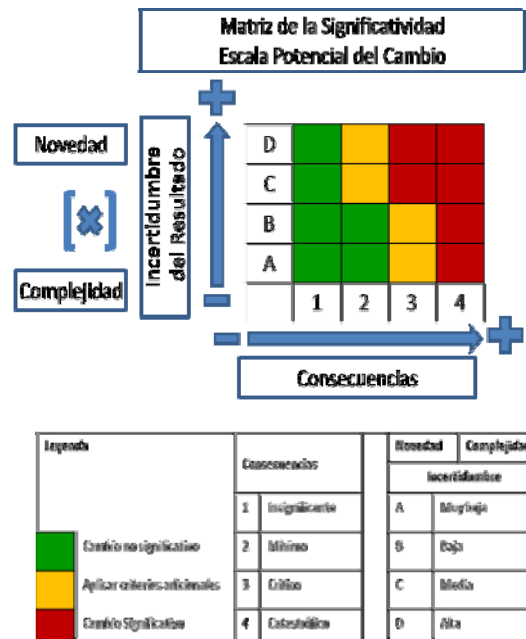 Matriz de la Significatividad
Escala Potencial del Cambio
Novedad
Complejidad
Incertidumbre
del Resultado
D
C
B
A
1 2 3 4
Consecuencias
Leyenda
Cambio no significativo
Aplicar criterios adicionales
Cambio Significativo
Consecuencias
1 Insignificante
2 Mínimo
3 Crítico
4 Catastrófico
Novedad Complejidad
Incertidumbre
A Muy baja
B Baja
C Media
D Alta